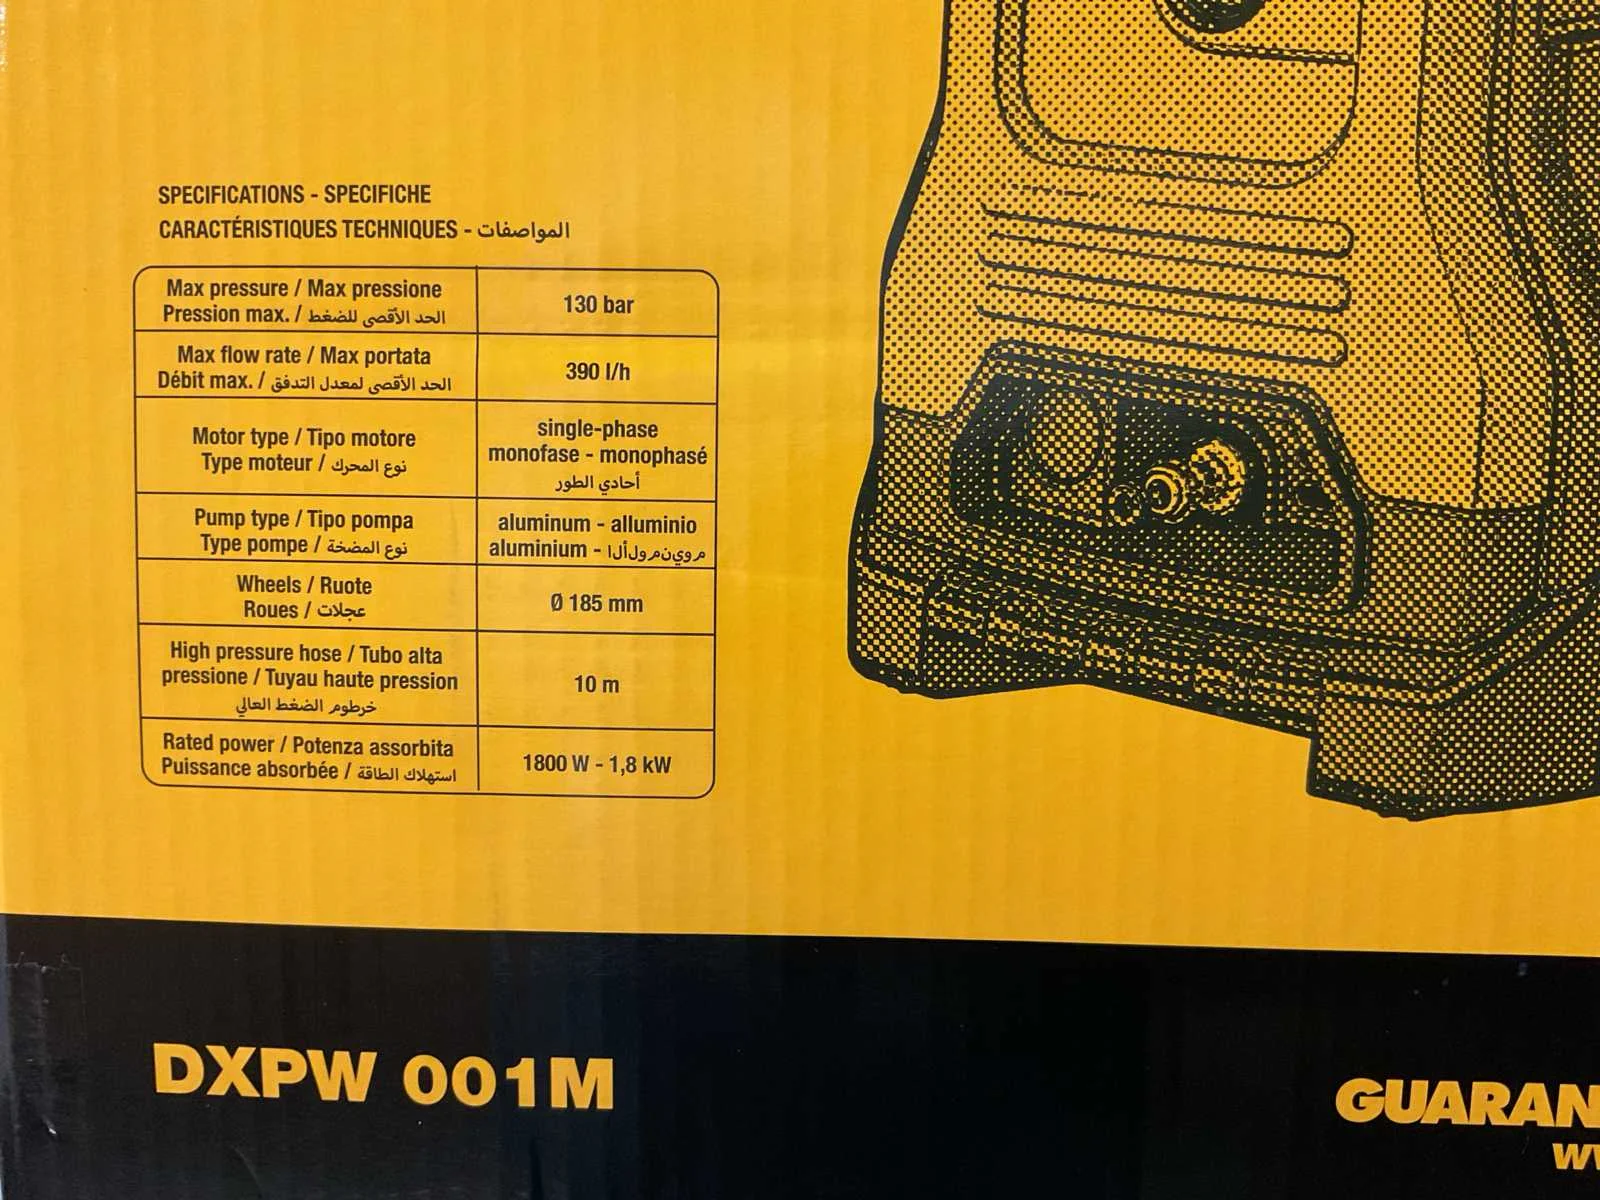 SPECIFICATIONS - SPECIFICHE
CARACTÉRISTIQUES TECHNIQUES - المواصفات
Max pressure / Max pressione
Pression max. / الحد الأقصى للضغط
130 bar
Max flow rate / Max portata
Débit max. / الحد الأقصى لمعدل التدفق
390 l/h
Motor type / Tipo motore
Type moteur / نوع المحرك
single-phase
monofase - monophasé
أحادي الطور
Pump type / Tipo pompa
Type pompe / نوع المضخة
aluminum - alluminio
aluminium -
Wheels / Ruote
Roues / عجلات
Ø 185 mm
High pressure hose / Tubo alta
pressione / Tuyau haute pression
خرطوم الضغط العالي
10 m
Rated power / Potenza assorbita
Puissance absorbée / استهلاك الطاقة
1800 W - 1,8 kW
DXPW 001M
GUARAN